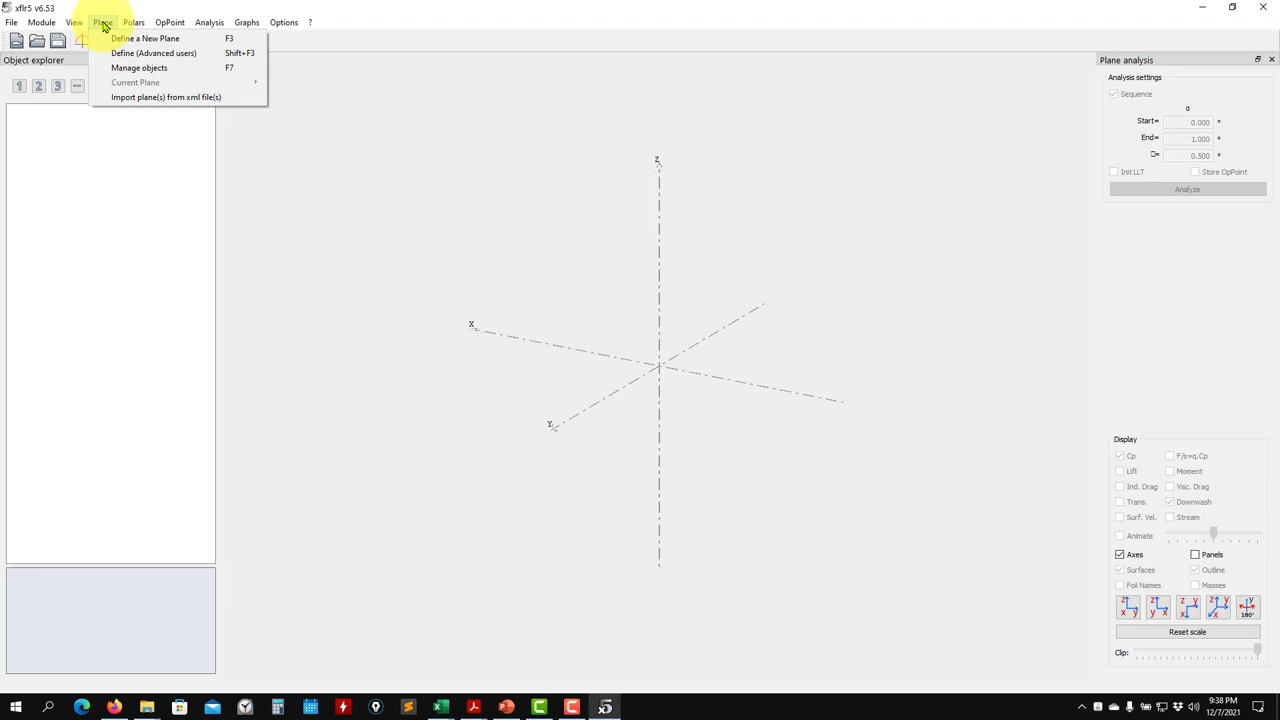 xflr5 v6.53
File Module View Plane Polars OpPoint Analysis Graphs Options ?
Define a New Plane F3
Define (Advanced users) Shift+F3
Manage objects F7
Current Plane
Import plane(s) from xml file(s)
Object explorer
1 2 3
Z
X
Y
Plane analysis
Analysis settings
Sequence
α
Start= 0.000 °
End= 1.000 °
□= 0.500 °
Init LLT Store OpPoint
Analyze
Display
Cp F/s=q.Cp
Lift Moment
Ind. Drag Visc. Drag
Trans. Downwash
Surf. Vel. Stream
Animate
Axes Panels
Surfaces Outline
Foil Names Masses
z x y z y x z y x z y x y 180°
Reset scale
Clip:
9:38 PM
12/7/2021